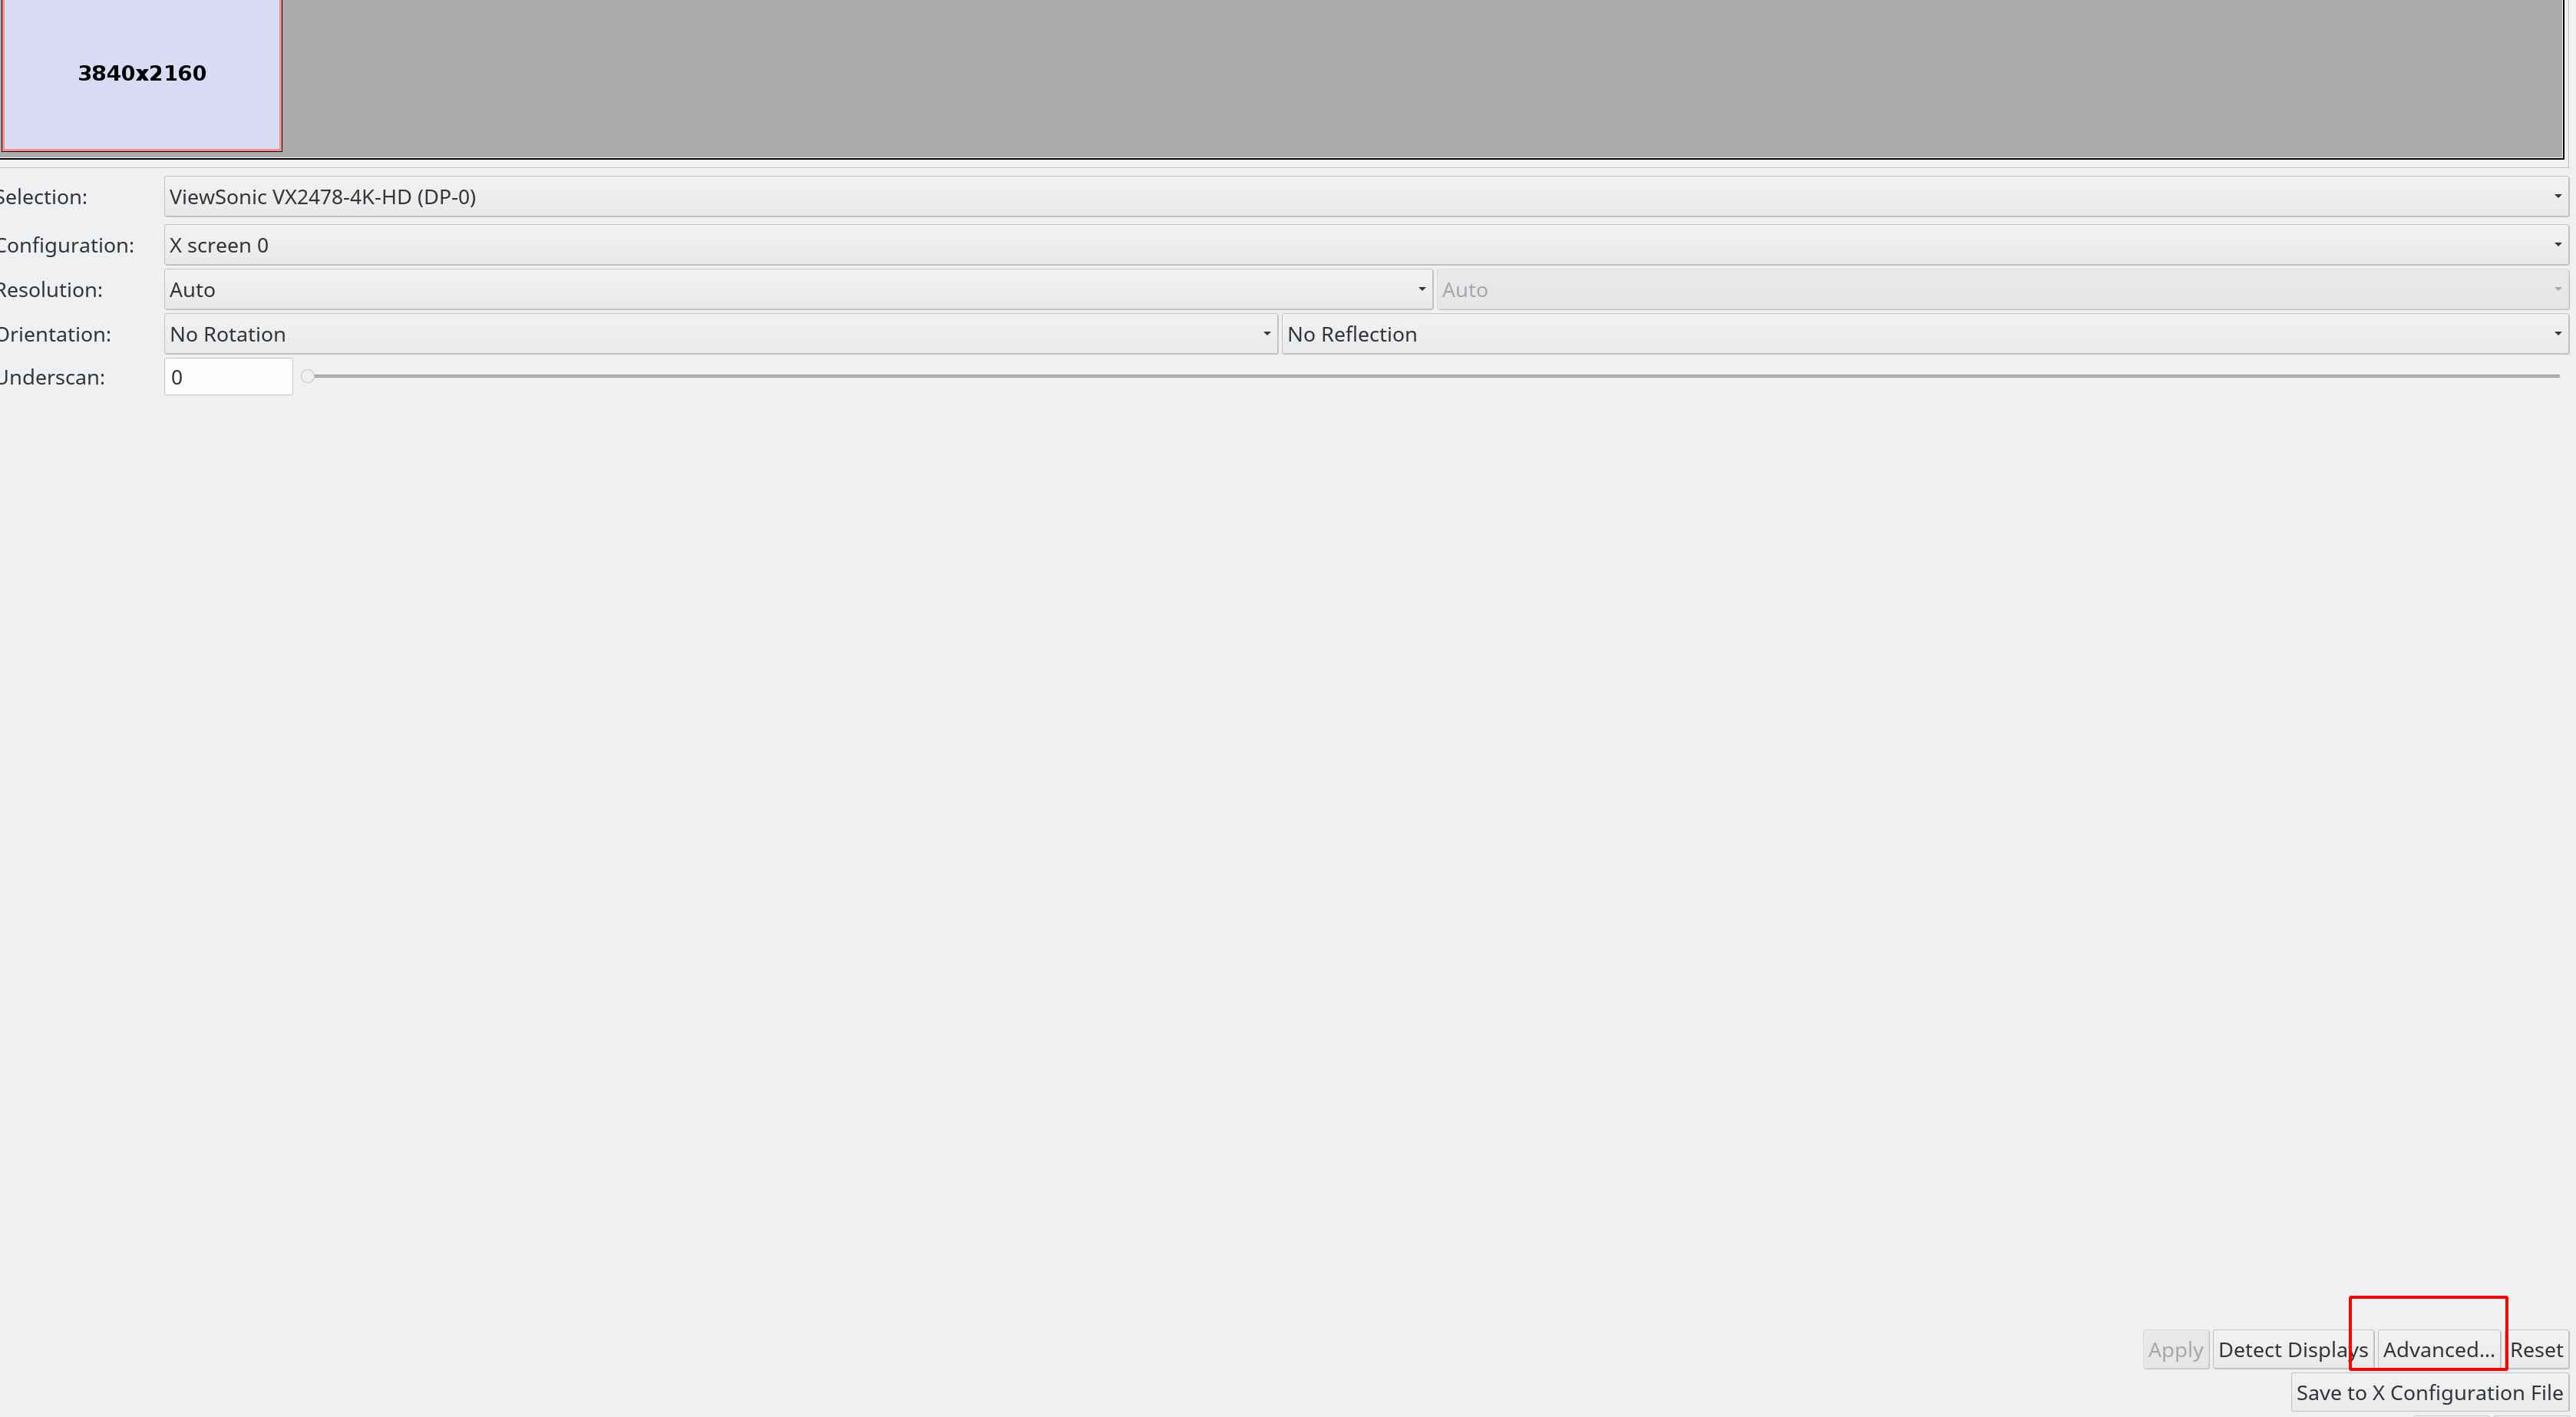 3840x2160
Selection: ViewSonic VX2478-4K-HD (DP-0)
Configuration: X screen 0
Resolution: Auto Auto
Orientation: No Rotation No Reflection
Underscan: 0
Apply Detect Displays Advanced... Reset
Save to X Configuration File